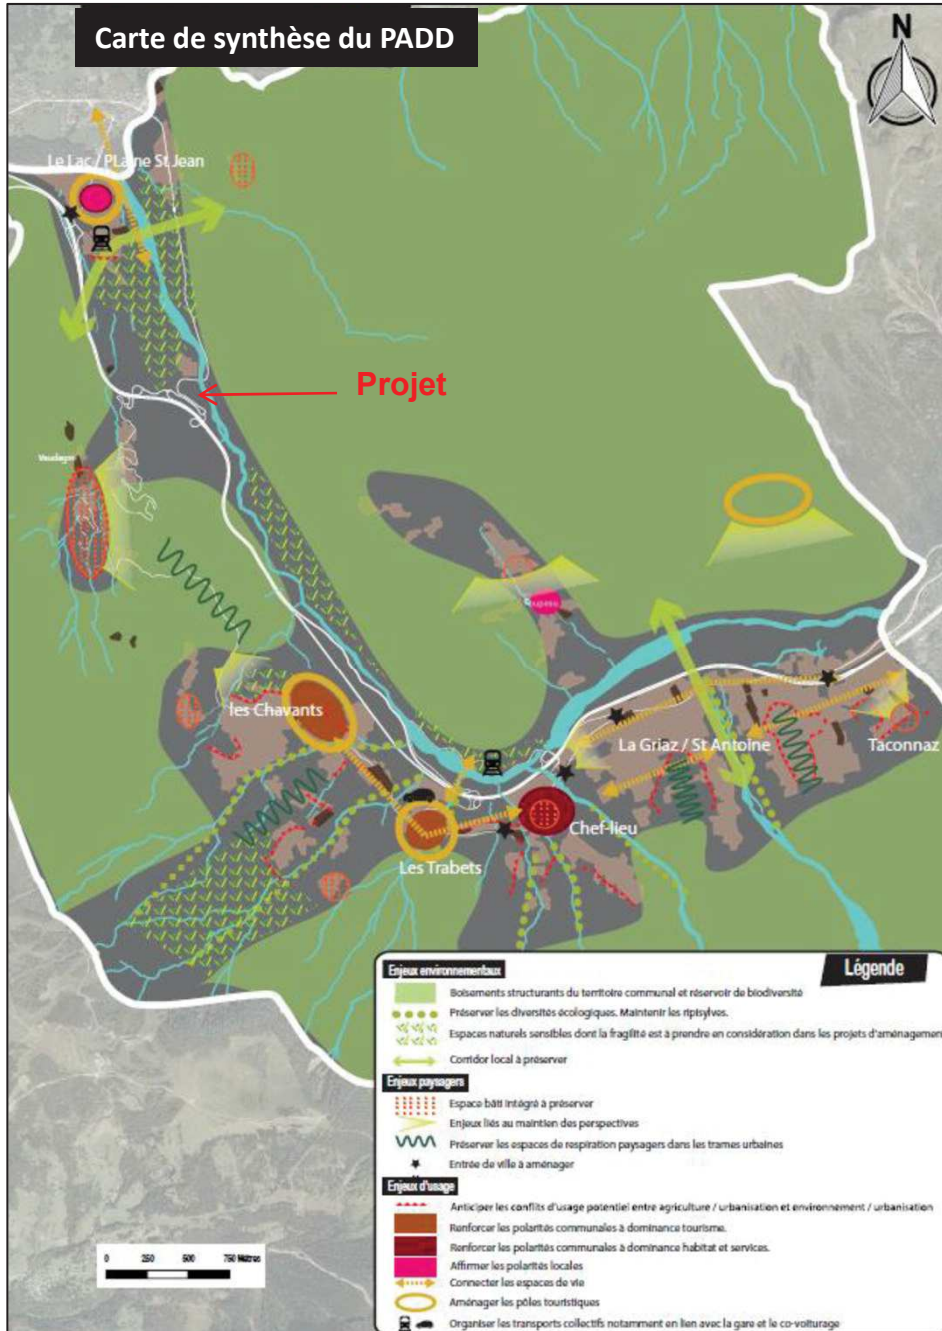 Carte de synthèse du PADD
N
Le Lac / PLaine St Jean
Projet
Vaudagne
les Chavants
La Griaz / St Antoine
Taconnaz
Chef-lieu
Les Trabets
Légende
Enjeux environnementaux
Boisements structurants du territoire communal et réservoir de biodiversité
Préserver les diversités écologiques. Maintenir les ripisylves.
Espaces naturels sensibles dont la fragilité est à prendre en considération dans les projets d'aménagemen
Corridor local à préserver
Enjeux paysagers
Espace bâti intégré à préserver
Enjeux liés au maintien des perspectives
Préserver les espaces de respiration paysagers dans les trames urbaines
Entrée de ville à aménager
Enjeux d'usage
Anticiper les conflits d'usage potentiel entre agriculture / urbanisation et environnement / urbanisation
Renforcer les polarités communales à dominance tourisme.
Renforcer les polarités communales à dominance habitat et services.
Affirmer les polarités locales
Connecter les espaces de vie
Aménager les pôles touristiques
Organiser les transports collectifs notamment en lien avec la gare et le co-voiturage
0 250 500 750 Mètres